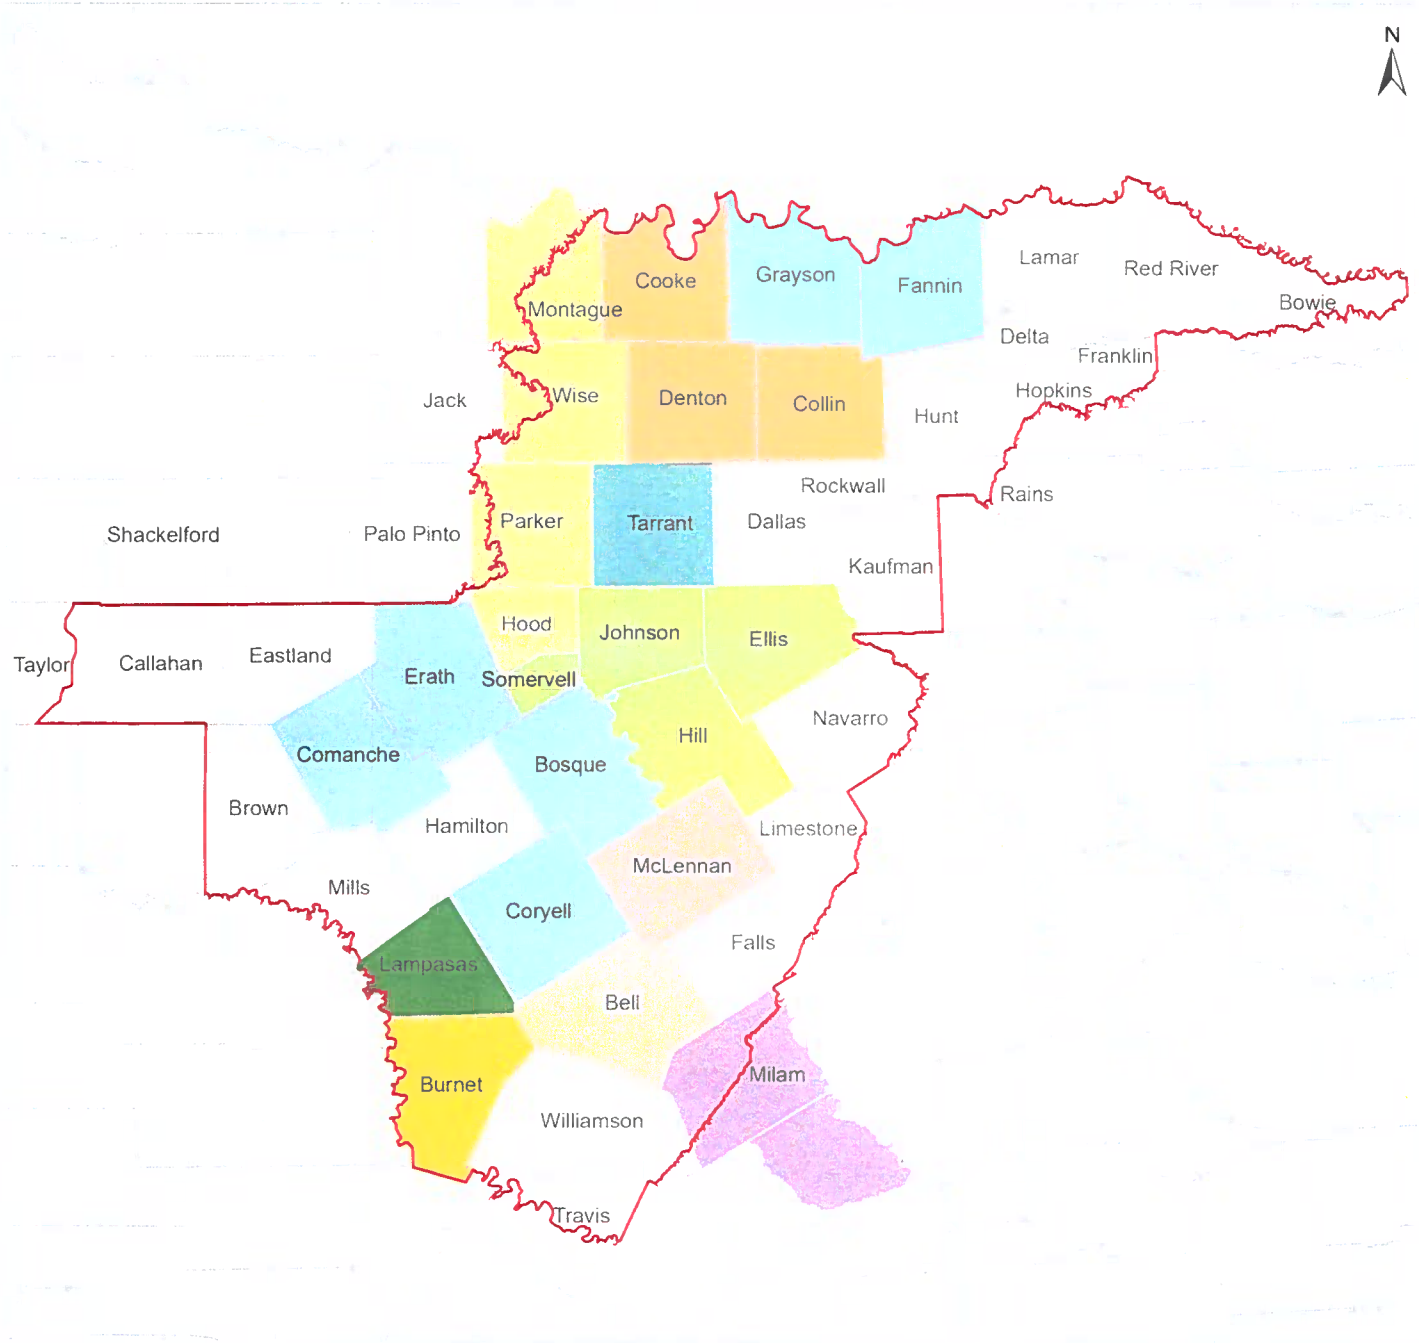 N
Lamar
Red River
Cooke
Grayson
Fannin
Bowie
Montague
Delta
Franklin
Jack
Wise
Denton
Collin
Hunt
Hopkins
Rockwall
Rains
Shackelford
Palo Pinto
Parker
Tarrant
Dallas
Kaufman
Hood
Johnson
Ellis
Taylor
Callahan
Eastland
Erath
Somervell
Navarro
Comanche
Bosque
Hill
Brown
Hamilton
Limestone
McLennan
Mills
Coryell
Falls
Lampasas
Bell
Burnet
Milam
Williamson
Travis